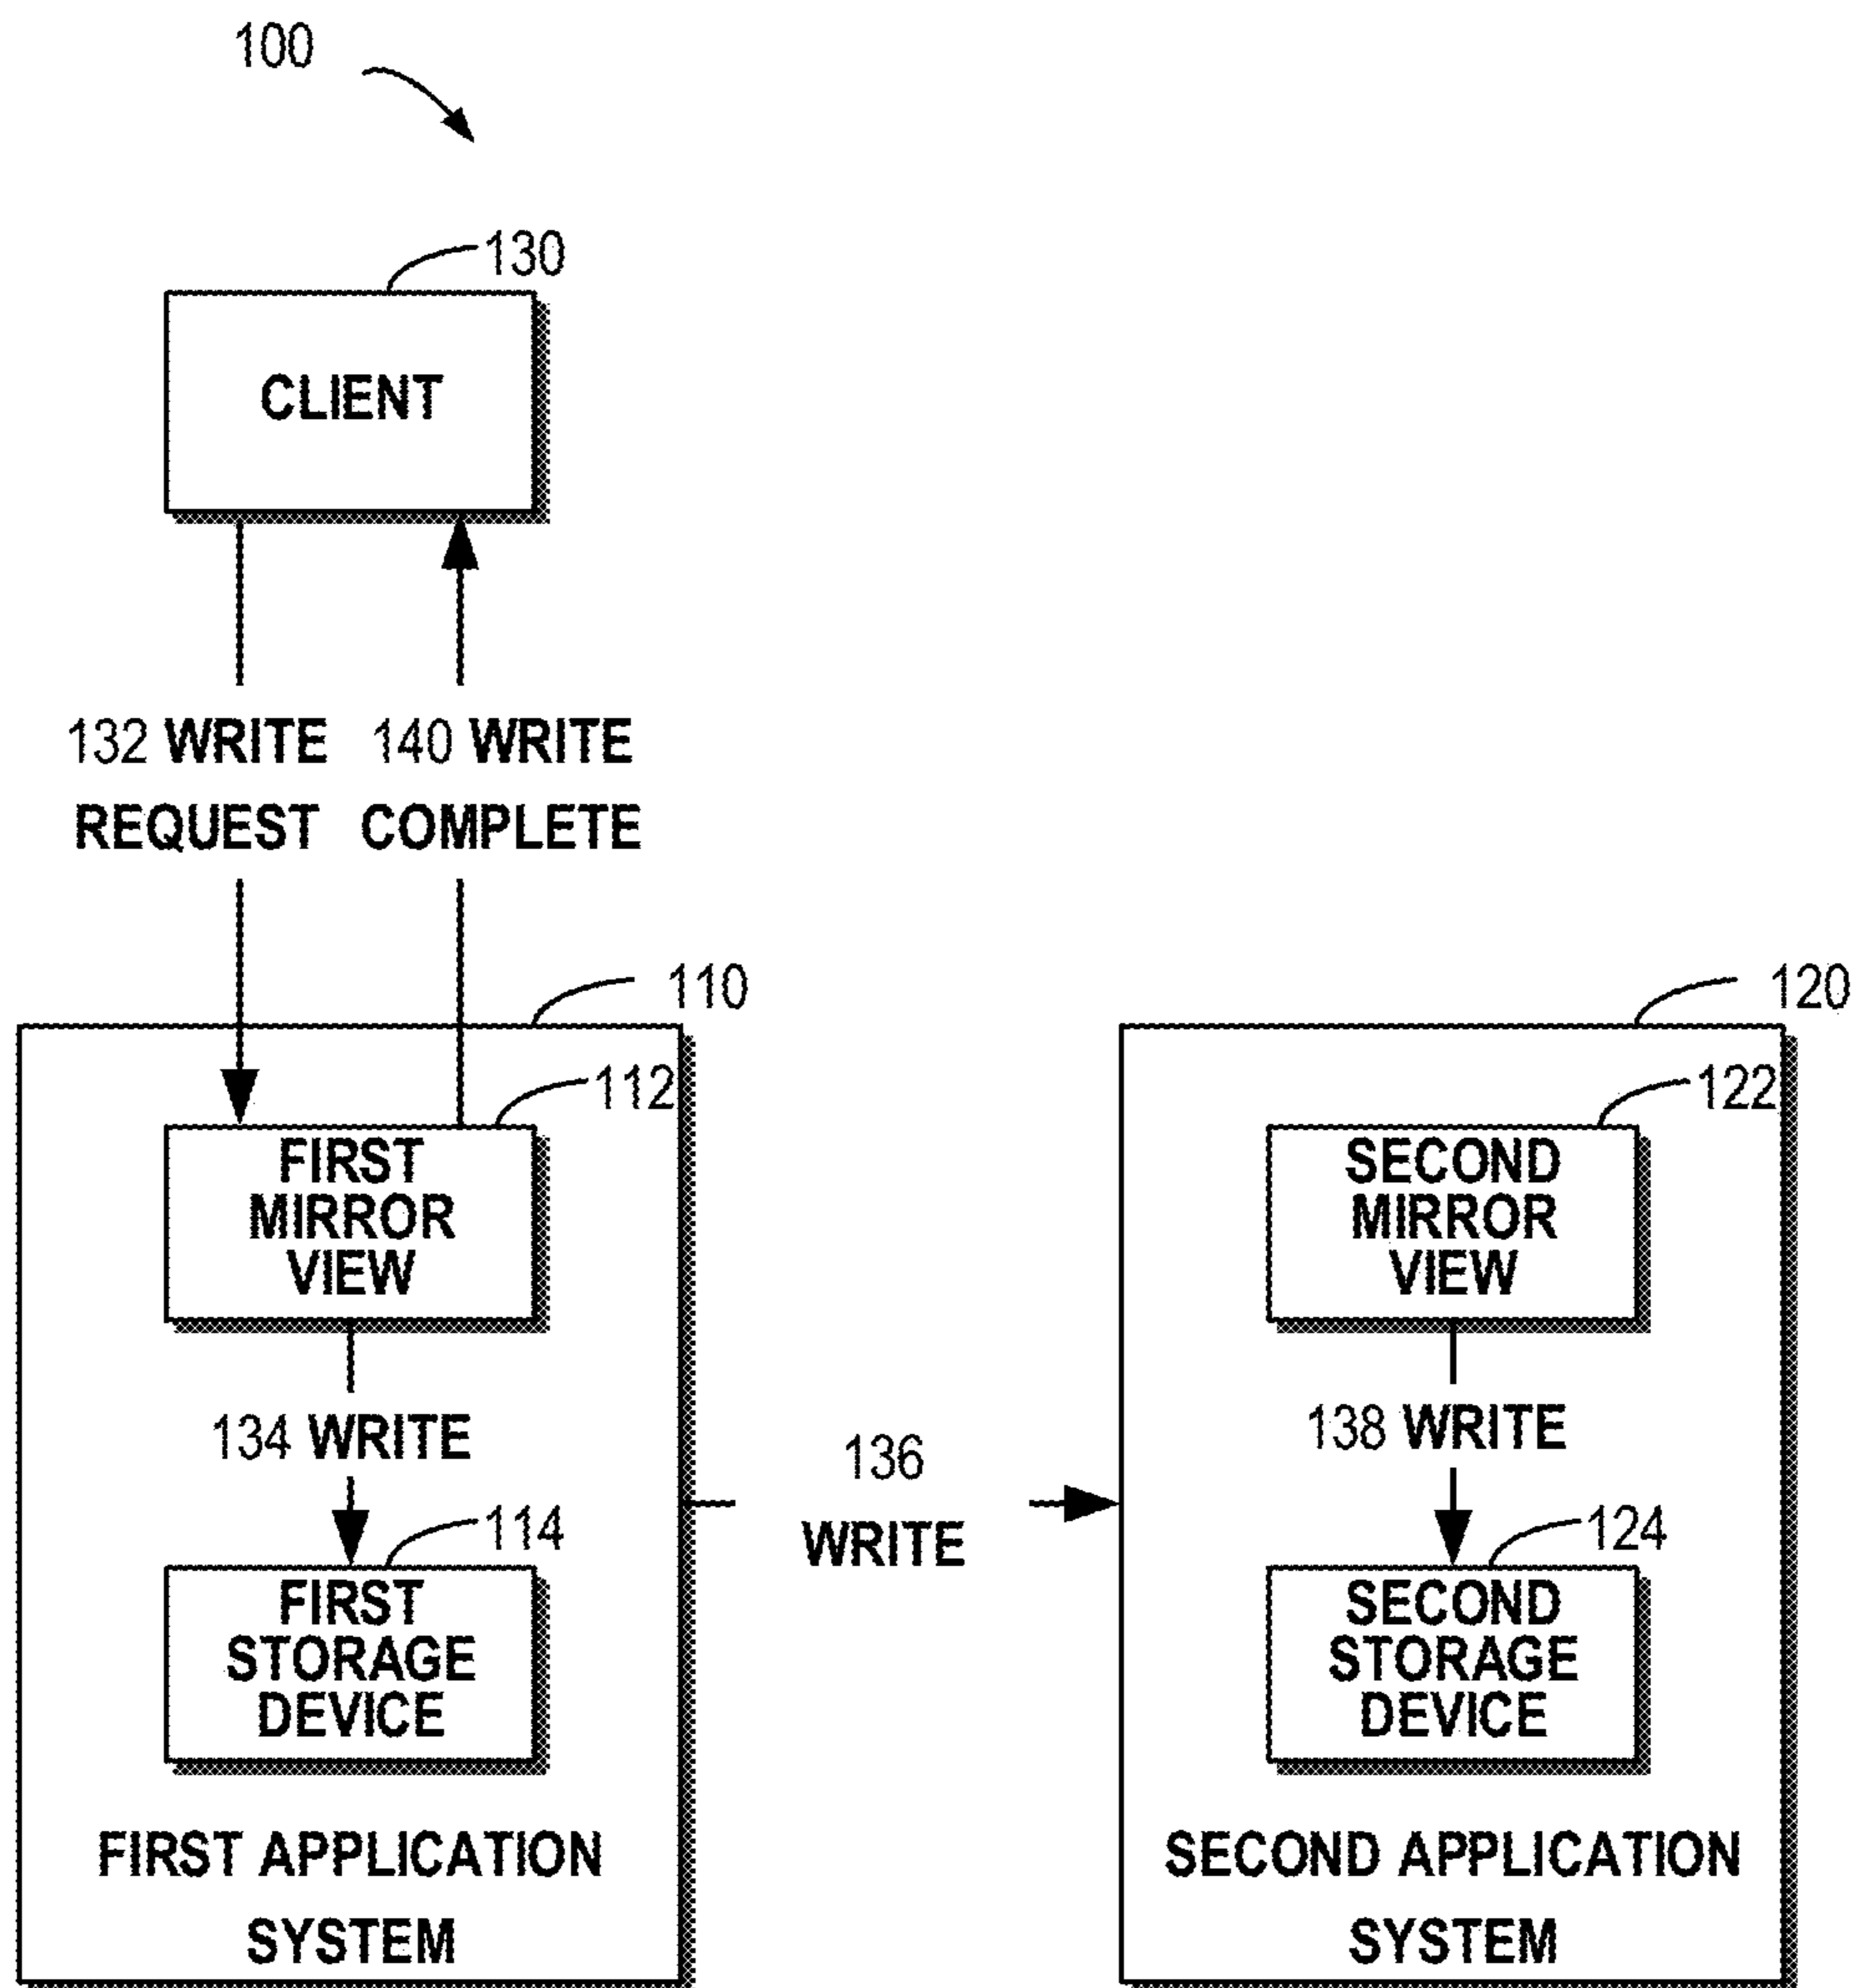 100
130
CLIENT
132 WRITE
REQUEST
140 WRITE
COMPLETE
110
112
FIRST
MIRROR
VIEW
134 WRITE
114
FIRST
STORAGE
DEVICE
FIRST APPLICATION
SYSTEM
136
WRITE
120
122
SECOND
MIRROR
VIEW
138 WRITE
124
SECOND
STORAGE
DEVICE
SECOND APPLICATION
SYSTEM